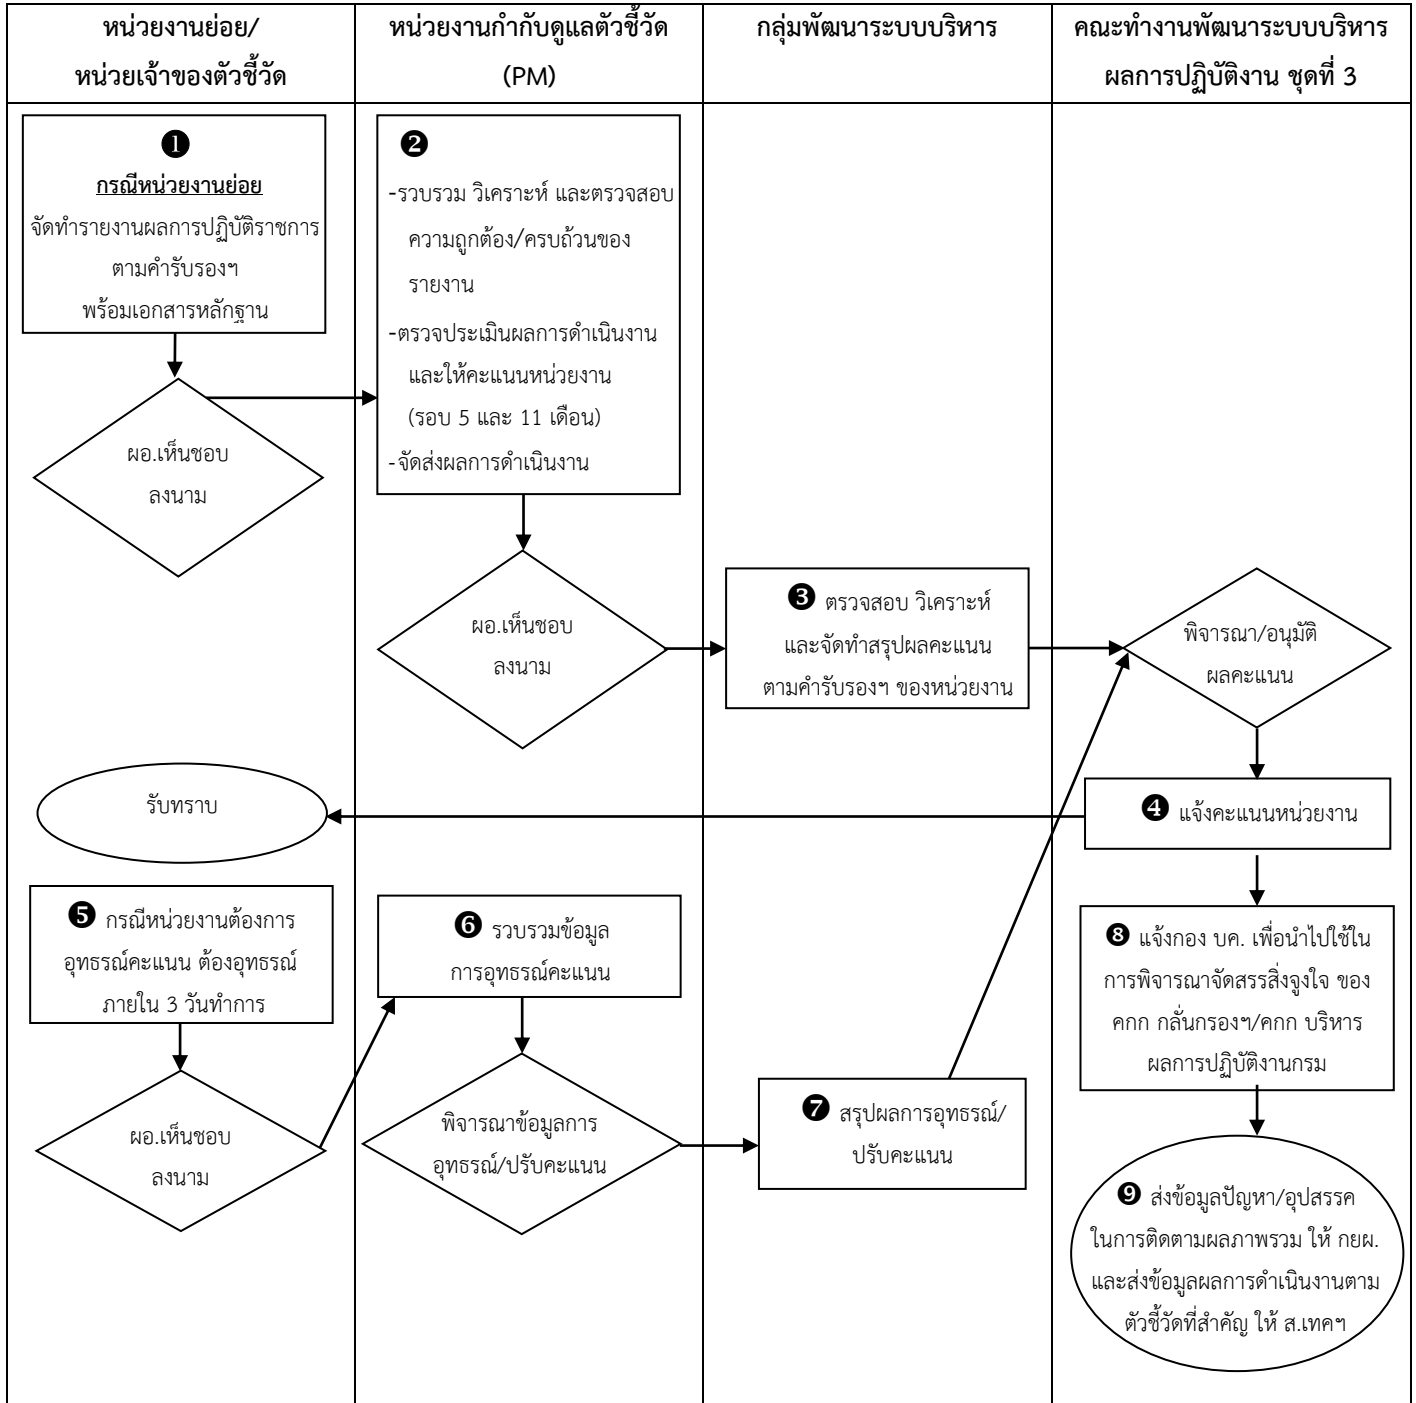 หน่วยงานย่อย/
หน่วยเจ้าของตัวชี้วัด
หน่วยงานกำกับดูแลตัวชี้วัด
(PM)
กลุ่มพัฒนาระบบบริหาร
คณะทำงานพัฒนาระบบบริหาร
ผลการปฏิบัติงาน ชุดที่ 3
❶
กรณีหน่วยงานย่อย
จัดทำรายงานผลการปฏิบัติราชการ
ตามคำรับรองฯ
พร้อมเอกสารหลักฐาน
ผอ.เห็นชอบ
ลงนาม
❷
-รวบรวม วิเคราะห์ และตรวจสอบ
ความถูกต้อง/ครบถ้วนของ
รายงาน
-ตรวจประเมินผลการดำเนินงาน
และให้คะแนนหน่วยงาน
(รอบ 5 และ 11 เดือน)
-จัดส่งผลการดำเนินงาน
ผอ.เห็นชอบ
ลงนาม
❸ ตรวจสอบ วิเคราะห์
และจัดทำสรุปผลคะแนน
ตามคำรับรองฯ ของหน่วยงาน
พิจารณา/อนุมัติ
ผลคะแนน
รับทราบ
❹ แจ้งคะแนนหน่วยงาน
❺ กรณีหน่วยงานต้องการ
อุทธรณ์คะแนน ต้องอุทธรณ์
ภายใน 3 วันทำการ
ผอ.เห็นชอบ
ลงนาม
❻ รวบรวมข้อมูล
การอุทธรณ์คะแนน
พิจารณาข้อมูลการ
อุทธรณ์/ปรับคะแนน
❼ สรุปผลการอุทธรณ์/
ปรับคะแนน
❽ แจ้งกอง บค. เพื่อนำไปใช้ใน
การพิจารณาจัดสรรสิ่งจูงใจ ของ
คกก กลั่นกรองฯ/คกก บริหาร
ผลการปฏิบัติงานกรม
❾ ส่งข้อมูลปัญหา/อุปสรรค
ในการติดตามผลภาพรวม ให้ กยผ.
และส่งข้อมูลผลการดำเนินงานตาม
ตัวชี้วัดที่สำคัญ ให้ ส.เทคฯ